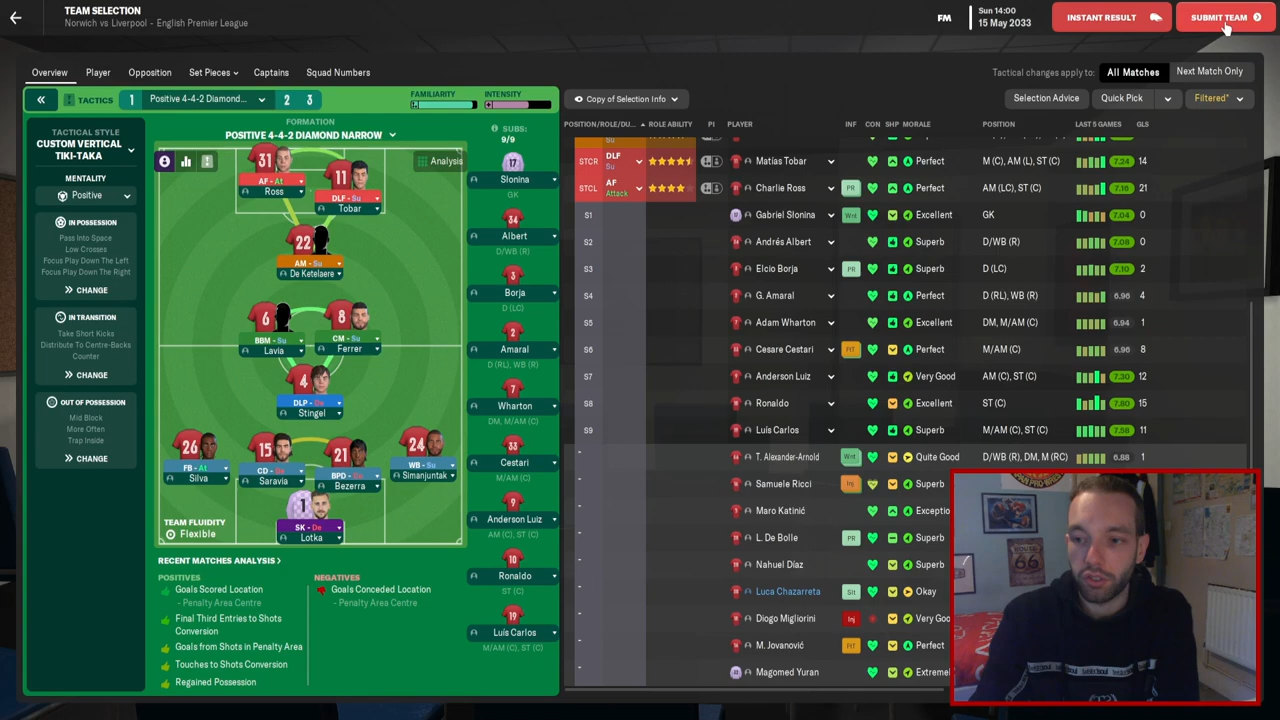 TEAM SELECTION
Norwich vs Liverpool - English Premier League
FM
Sun 14:00
15 May 2033
INSTANT RESULT
SUBMIT TEAM
Overview
Player
Opposition
Set Pieces
Captains
Squad Numbers
Tactical changes apply to:
All Matches
Next Match Only
TACTICS
1
Positive 4-4-2 Diamond...
2
3
FAMILIARITY
INTENSITY
Copy of Selection Info
Selection Advice
Quick Pick
Filtered*
TACTICAL STYLE
CUSTOM VERTICAL
TIKI-TAKA
MENTALITY
Positive
IN POSSESSION
Pass Into Space
Low Crosses
Focus Play Down The Left
Focus Play Down The Right
CHANGE
IN TRANSITION
Take Short Kicks
Distribute To Centre-Backs
Counter
CHANGE
OUT OF POSSESSION
Mid Block
More Often
Trap Inside
CHANGE
FORMATION
POSITIVE 4-4-2 DIAMOND NARROW
Analysis
31
AF - At
Ross
11
DLF - Su
Tobar
22
AM - Su
De Ketelaere
6
BBM - Su
Lavia
8
CM - Su
Ferrer
4
DLP - De
Stingel
26
FB - At
Silva
15
CD - De
Saravia
21
BPD - De
Bezerra
24
WB - Su
Simanjuntak
1
SK - De
Lotka
TEAM FLUIDITY
Flexible
RECENT MATCHES ANALYSIS
POSITIVES
Goals Scored Location
- Penalty Area Centre
Final Third Entries to Shots
Conversion
Goals from Shots in Penalty Area
Touches to Shots Conversion
Regained Possession
NEGATIVES
Goals Conceded Location
- Penalty Area Centre
SUBS:
9/9
17
Slonina
GK
34
Albert
D/WB (R)
3
Borja
D (LC)
2
Amaral
D (RL), WB (R)
7
Wharton
DM, M/AM (C)
33
Cestari
M/AM (C)
9
Anderson Luiz
AM (C), ST (C)
10
Ronaldo
ST (C)
19
Luís Carlos
M/AM (C), ST (C)
POSITION/RO.../DU... ROLE ABILITY PI PLAYER INF CON SHP MORALE POSITION LAST 5 GAMES GLS
Su
STCR DLF Su Matías Tobar Perfect M (C), AM (L), ST (C) 7.24 14
STCL AF Attack Charlie Ross PR Perfect AM (LC), ST (C) 7.16 21
S1 Gabriel Slonina Wnt Excellent GK 7.04 0
S2 Andrés Albert Superb D/WB (R) 7.08 0
S3 Elcio Borja PR Superb D (LC) 7.10 2
S4 G. Amaral Perfect D (RL), WB (R) 6.96 4
S5 Adam Wharton Excellent DM, M/AM (C) 6.94 1
S6 Cesare Cestari FIT Perfect M/AM (C) 6.96 8
S7 Anderson Luiz Very Good AM (C), ST (C) 7.30 12
S8 Ronaldo Excellent ST (C) 7.80 15
S9 Luís Carlos Superb M/AM (C), ST (C) 7.58 11
- T. Alexander-Arnold Wnt Quite Good D/WB (R), DM, M (RC) 6.88 1
- Samuele Ricci Inj Superb
- Maro Katinić Exceptio
- L. De Bolle PR Superb
- Nahuel Díaz Superb
- Luca Chazarreta Slt Okay
- Diogo Migliorini Inj Very Goo
- M. Jovanović FIT Perfect
- Magomed Yuran Extreme